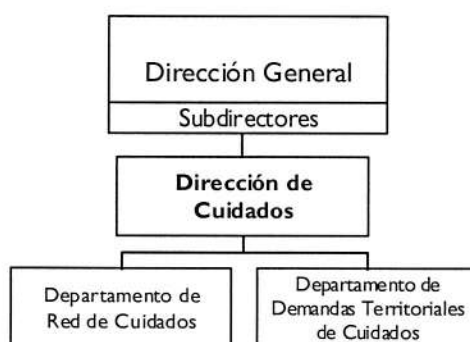 Dirección General
Subdirectores
Dirección de
Cuidados
Departamento de
Red de Cuidados
Departamento de
Demandas Territoriales
de Cuidados